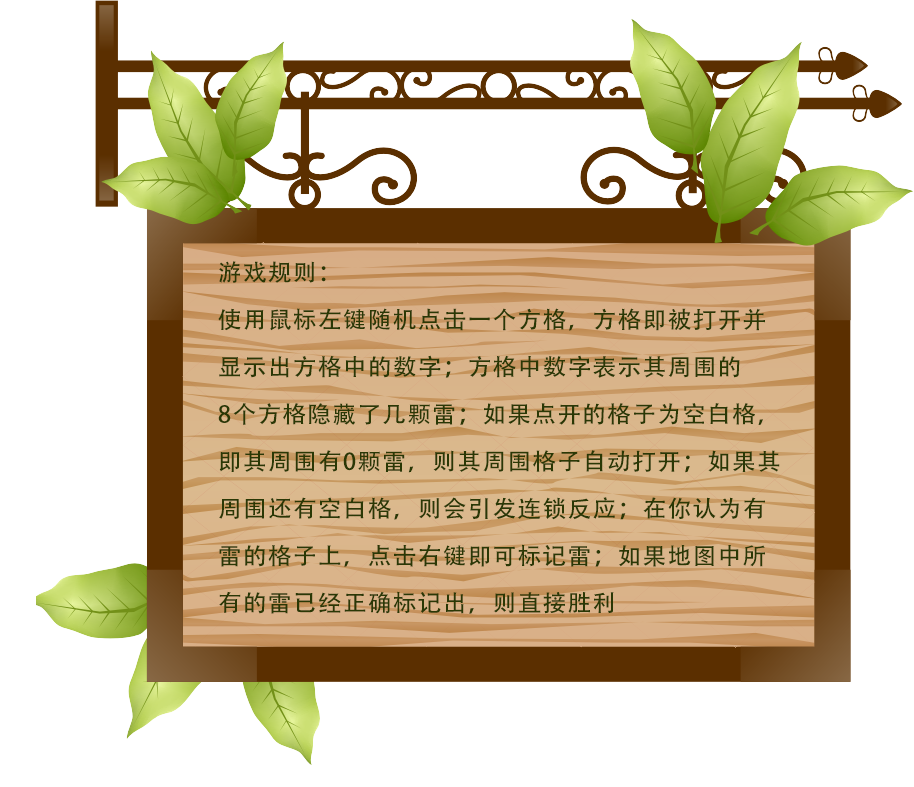 游戏规则：
使用鼠标左键随机点击一个方格，方格即被打开并
显示出方格中的数字；方格中数字表示其周围的
8个方格隐藏了几颗雷；如果点开的格子为空白格，
即其周围有0颗雷，则其周围格子自动打开；如果其
周围还有空白格，则会引发连锁反应；在你认为有
雷的格子上，点击右键即可标记雷；如果地图中所
有的雷已经正确标记出，则直接胜利